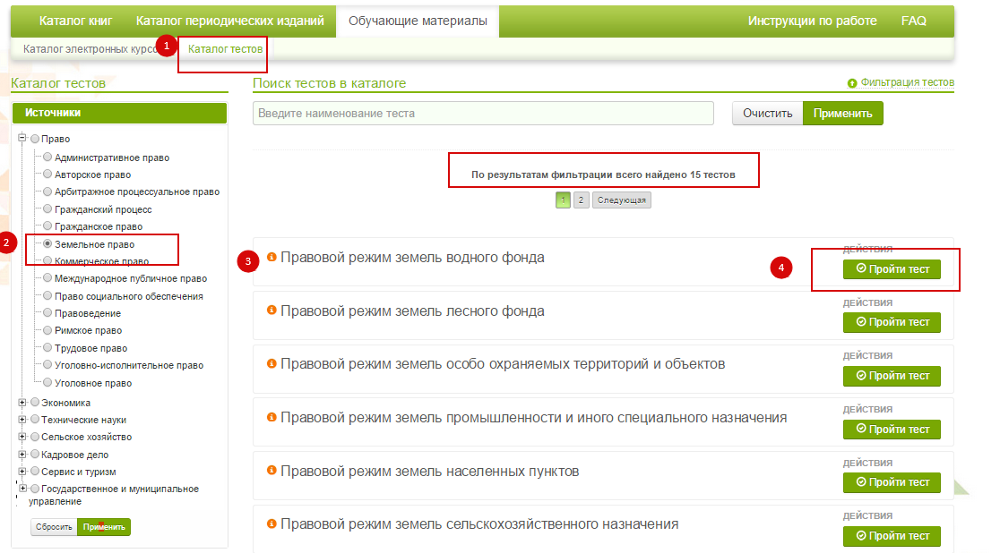 Каталог книг Каталог периодических изданий Обучающие материалы Инструкции по работе FAQ
Каталог электронных курсо 1 Каталог тестов
Каталог тестов
Источники
Право
Административное право
Авторское право
Арбитражное процессуальное право
Гражданский процесс
Гражданское право
2 Земельное право
Коммерческое право
Международное публичное право
Право социального обеспечения
Правоведение
Римское право
Трудовое право
Уголовно-исполнительное право
Уголовное право
Экономика
Технические науки
Сельское хозяйство
Кадровое дело
Сервис и туризм
Государственное и муниципальное
управление
Сбросить Применить
Поиск тестов в каталоге Фильтрация тестов
Введите наименование теста Очистить Применить
По результатам фильтрации всего найдено 15 тестов
1 2 Следующая
ДЕЙСТВИЯ
3 Правовой режим земель водного фонда 4 Пройти тест
ДЕЙСТВИЯ
Правовой режим земель лесного фонда Пройти тест
ДЕЙСТВИЯ
Правовой режим земель особо охраняемых территорий и объектов Пройти тест
ДЕЙСТВИЯ
Правовой режим земель промышленности и иного специального назначения Пройти тест
ДЕЙСТВИЯ
Правовой режим земель населенных пунктов Пройти тест
ДЕЙСТВИЯ
Правовой режим земель сельскохозяйственного назначения Пройти тест